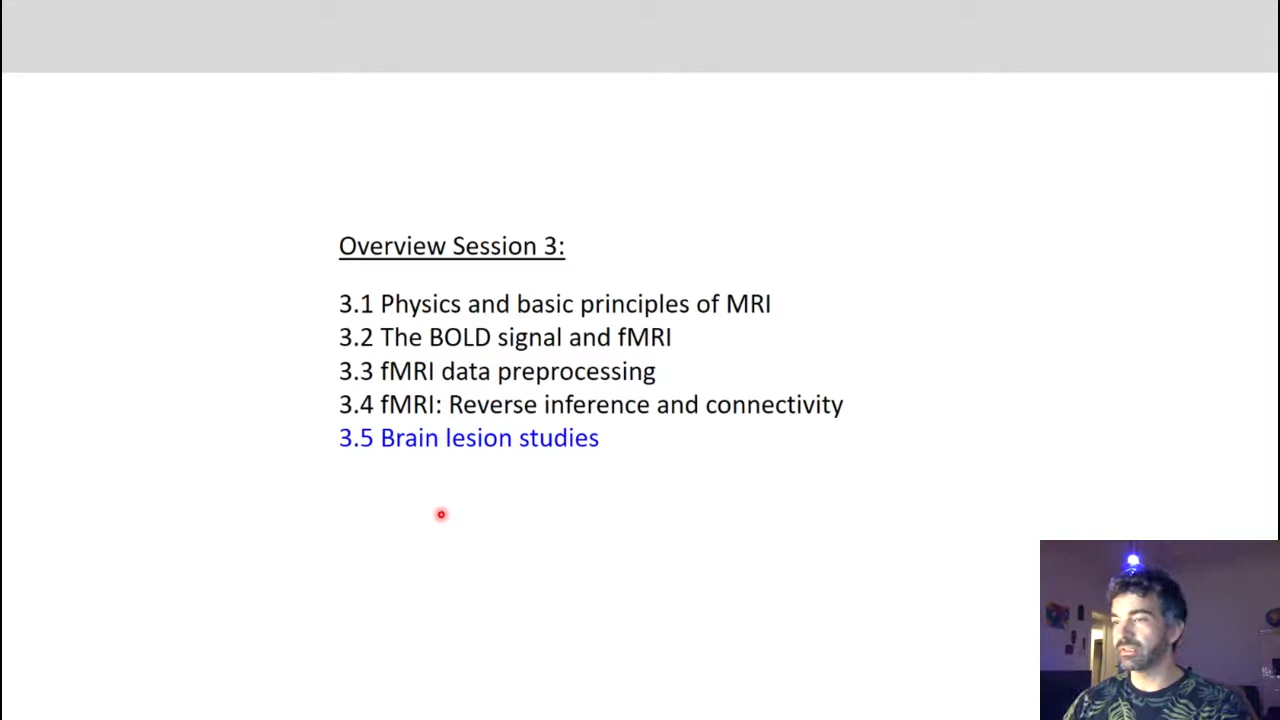 Overview Session 3:
3.1 Physics and basic principles of MRI
3.2 The BOLD signal and fMRI
3.3 fMRI data preprocessing
3.4 fMRI: Reverse inference and connectivity
3.5 Brain lesion studies